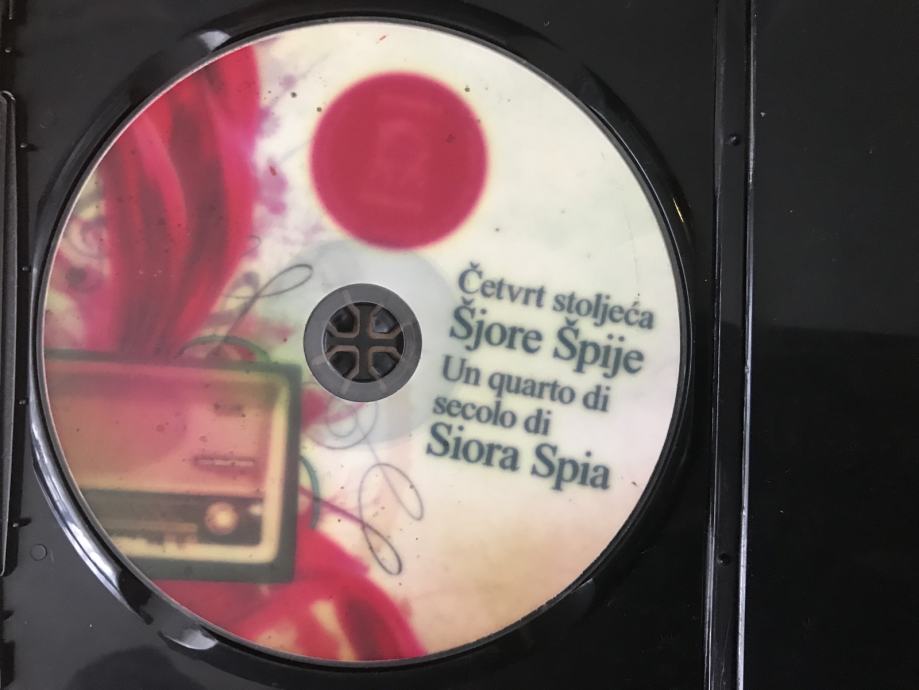 Četvrt stoljeća
Šjore Špije
Un quarto di
secolo di
Siora Spia